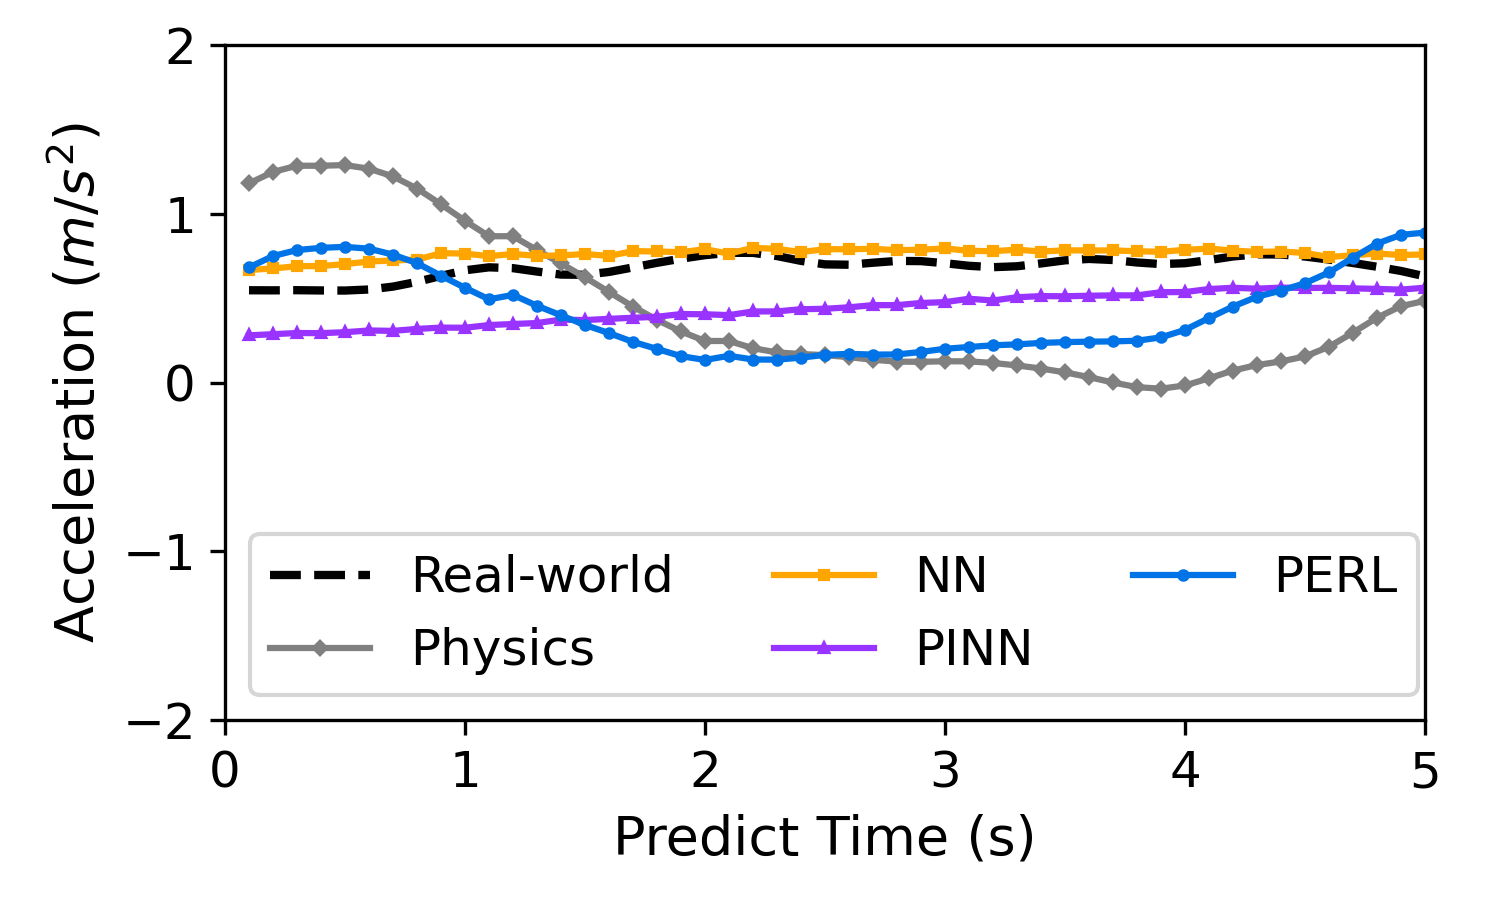 2
1
0
−1
−2
Acceleration (m/s²)
Real-world
NN
PERL
Physics
PINN
0 1 2 3 4 5
Predict Time (s)